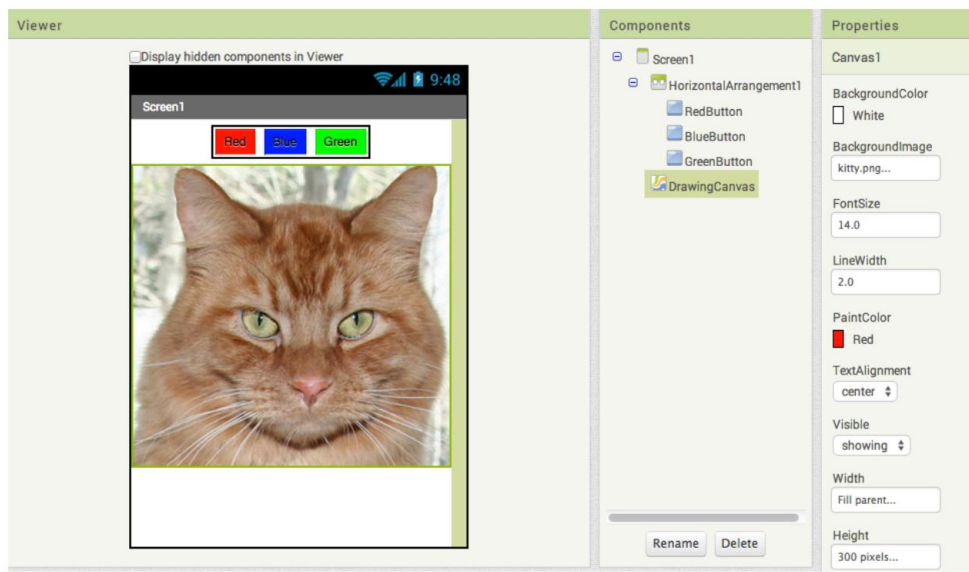 Viewer
Display hidden components in Viewer
9:48
Screen1
Red Blue Green
Components
Screen1
HorizontalArrangement1
RedButton
BlueButton
GreenButton
DrawingCanvas
Rename Delete
Properties
Canvas1
BackgroundColor
White
BackgroundImage
kitty.png...
FontSize
14.0
LineWidth
2.0
PaintColor
Red
TextAlignment
center
Visible
showing
Width
Fill parent...
Height
300 pixels...